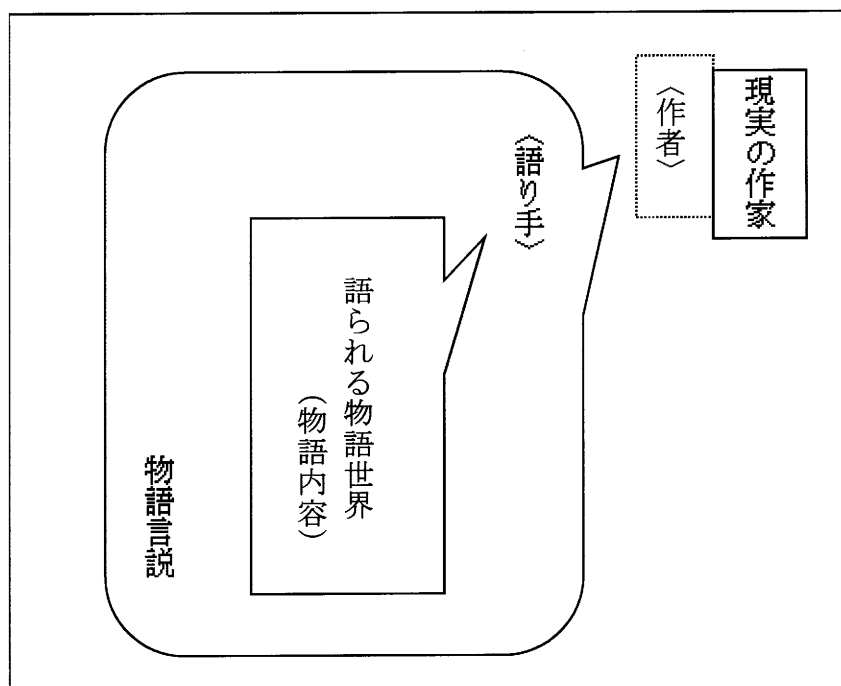 現実の作家
〈作者〉
〈語り手〉
語られる物語世界
（物語内容）
物語言説